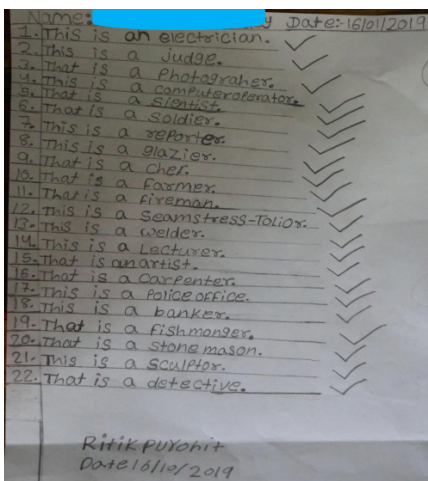 Name:- y Date:-16/01/2019
1. This is an electrician.
2. This is a judge.
3. That is a Photograher.
4. This is a computeroperator.
5. That is a Sientist.
6. That is a Soldier.
7. This is a reporter.
8. This is a glazier.
9. That is a chef.
10. That is a Farmer.
11. That is a Fireman.
12. This is a Seamstress-Tolior.
13. This is a welder.
14. This is a Lecturer.
15. That is an artist.
16. That is a Carpenter.
17. This is a Police office.
18. This is a banker.
19. That is a Fishmonger.
20. That is a Stone mason.
21. This is a Sculptor.
22. That is a detective.
Ritik Purohit
Date 16/10/2019